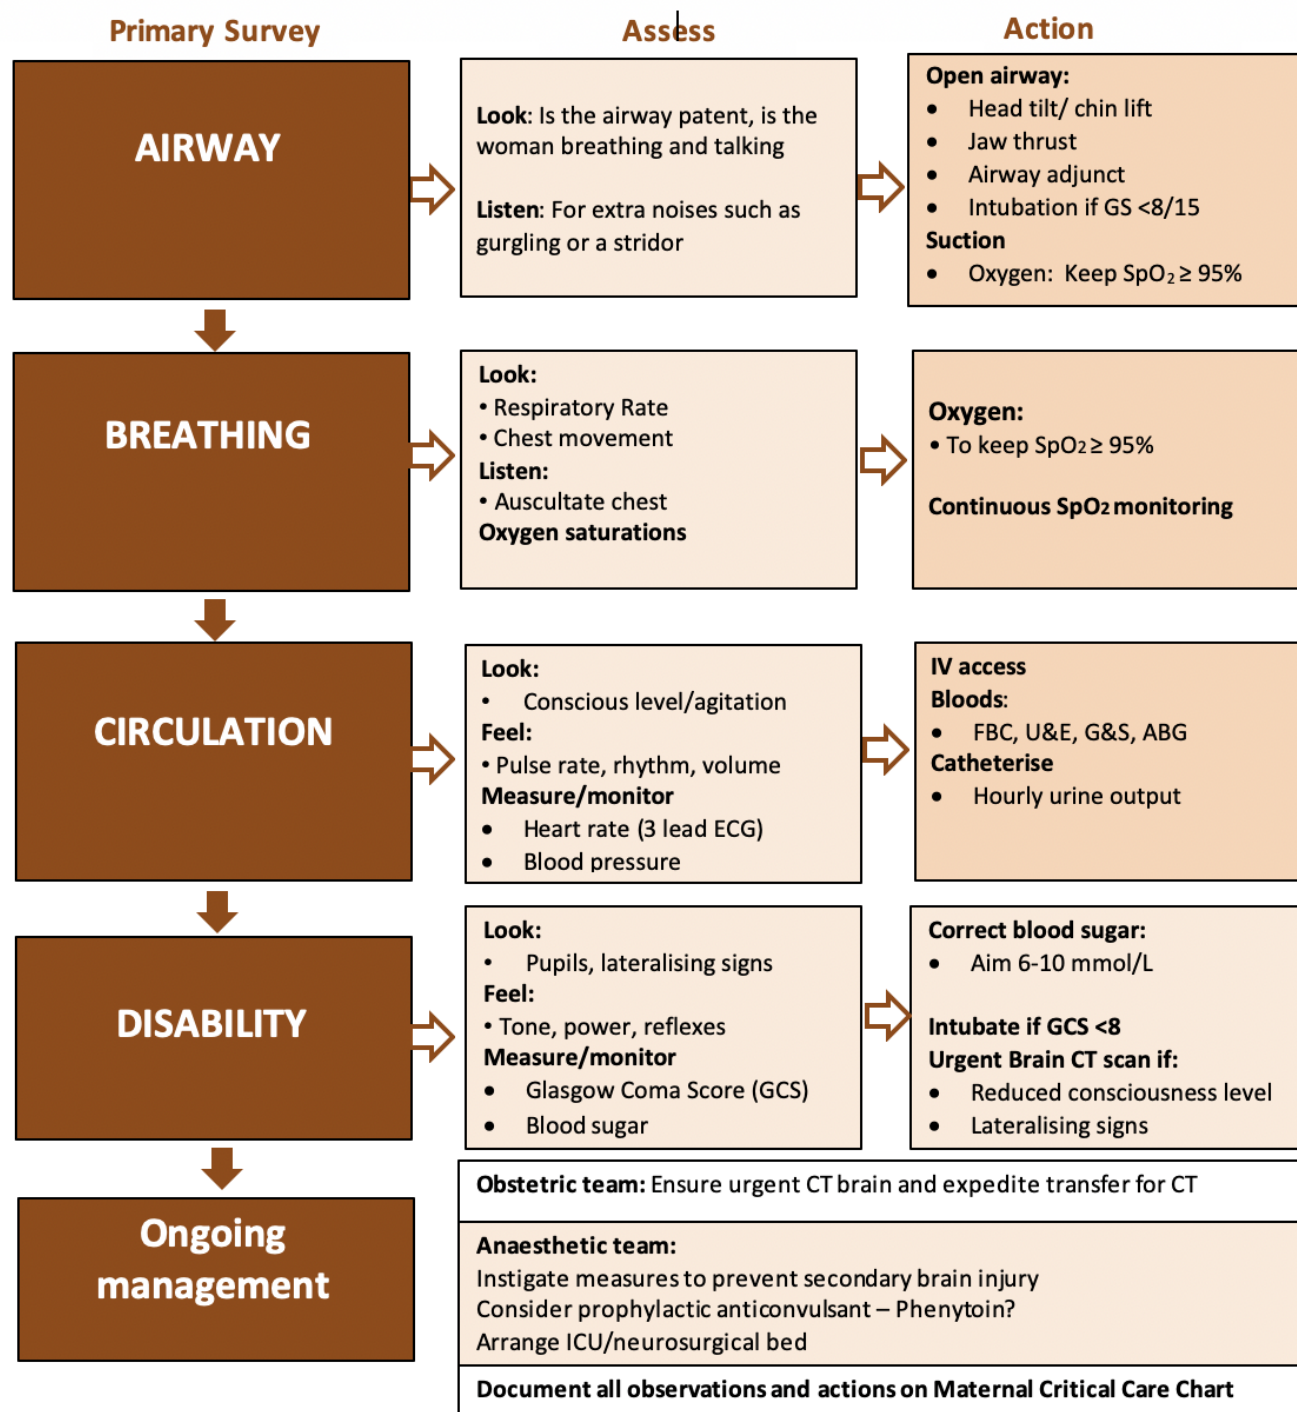 Primary Survey
Assess
Action
AIRWAY
Look: Is the airway patent, is the
woman breathing and talking
Listen: For extra noises such as
gurgling or a stridor
Open airway:
• Head tilt/ chin lift
• Jaw thrust
• Airway adjunct
• Intubation if GS <8/15
Suction
• Oxygen: Keep SpO₂ ≥ 95%
BREATHING
Look:
• Respiratory Rate
• Chest movement
Listen:
• Auscultate chest
Oxygen saturations
Oxygen:
• To keep SpO₂ ≥ 95%
Continuous SpO₂ monitoring
CIRCULATION
Look:
• Conscious level/agitation
Feel:
• Pulse rate, rhythm, volume
Measure/monitor
• Heart rate (3 lead ECG)
• Blood pressure
IV access
Bloods:
• FBC, U&E, G&S, ABG
Catheterise
• Hourly urine output
DISABILITY
Look:
• Pupils, lateralising signs
Feel:
• Tone, power, reflexes
Measure/monitor
• Glasgow Coma Score (GCS)
• Blood sugar
Correct blood sugar:
• Aim 6-10 mmol/L
Intubate if GCS <8
Urgent Brain CT scan if:
• Reduced consciousness level
• Lateralising signs
Ongoing
management
Obstetric team: Ensure urgent CT brain and expedite transfer for CT
Anaesthetic team:
Instigate measures to prevent secondary brain injury
Consider prophylactic anticonvulsant – Phenytoin?
Arrange ICU/neurosurgical bed
Document all observations and actions on Maternal Critical Care Chart